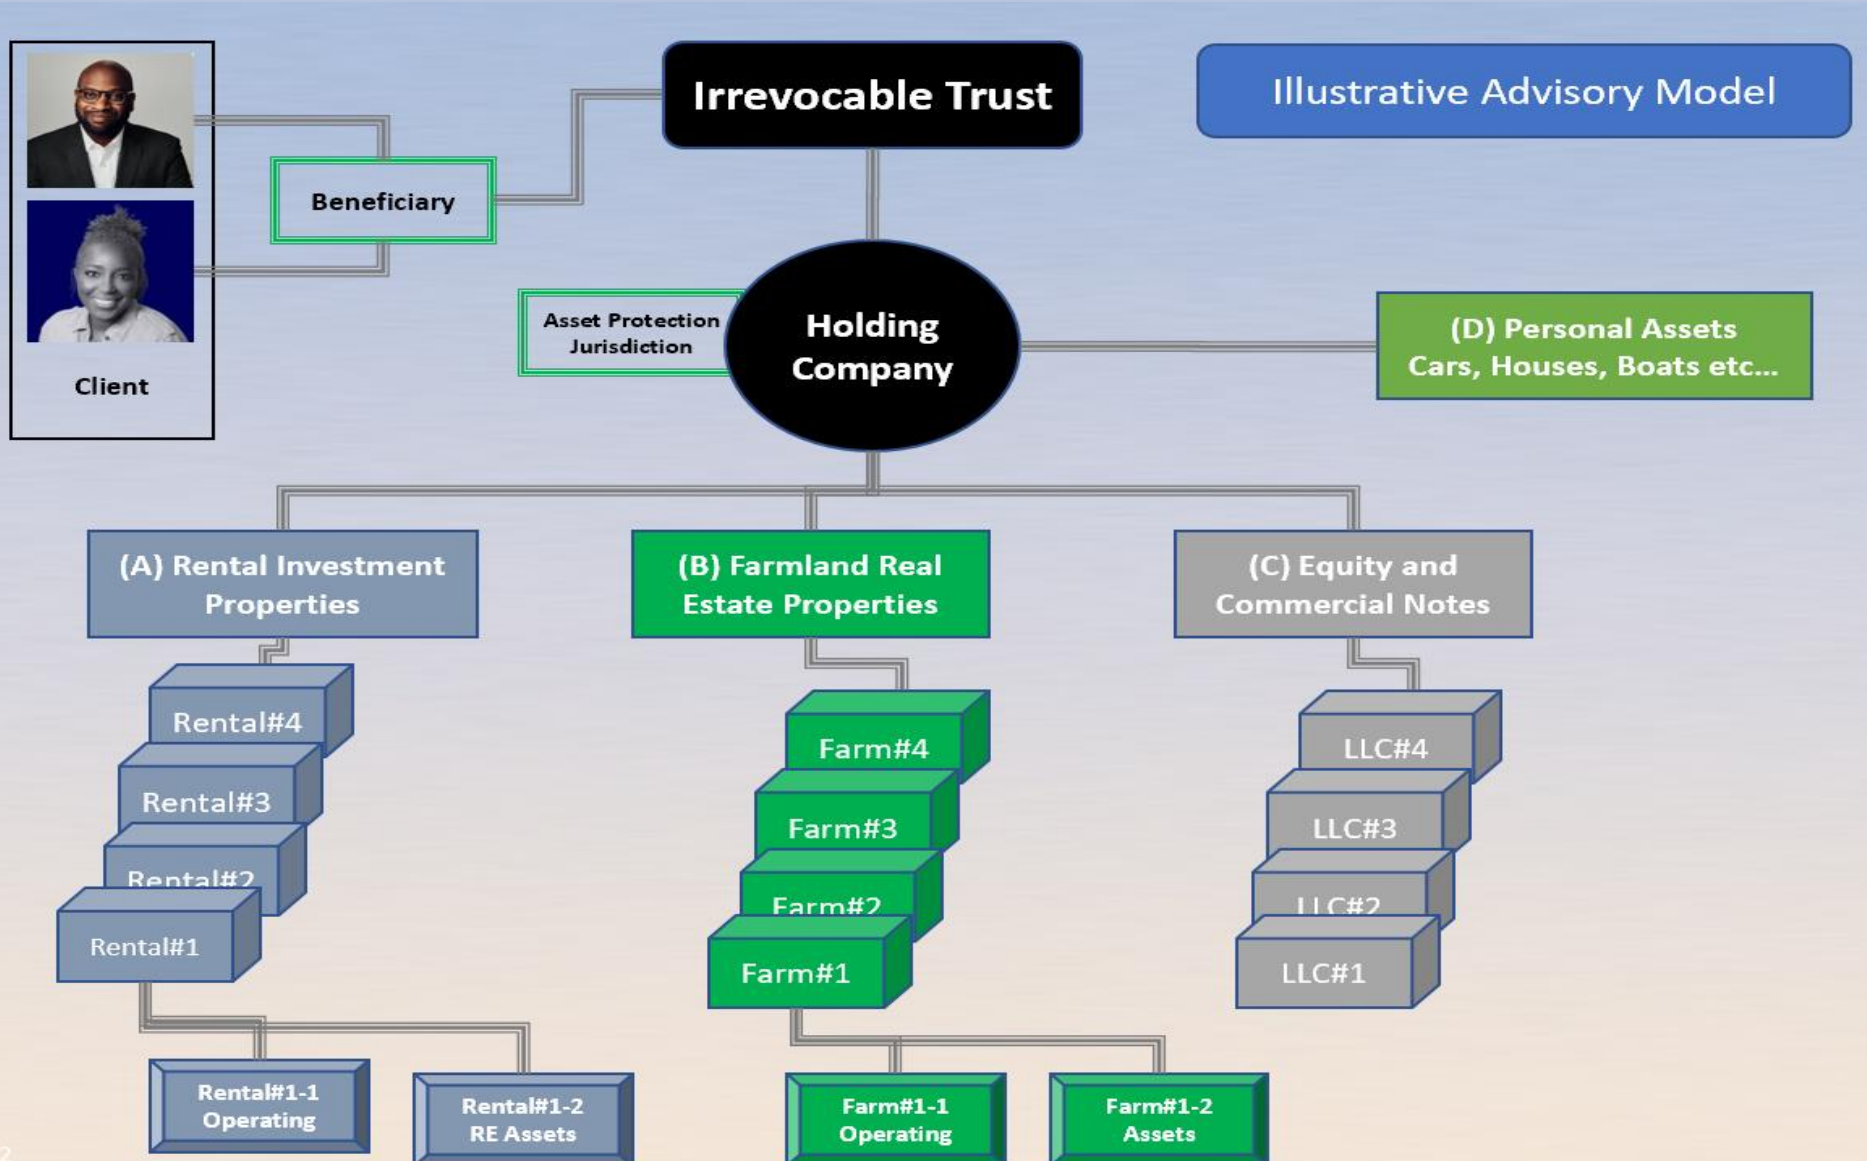 Irrevocable Trust
Illustrative Advisory Model
Beneficiary
Client
Asset Protection
Jurisdiction
Holding
Company
(D) Personal Assets
Cars, Houses, Boats etc...
(A) Rental Investment
Properties
(B) Farmland Real
Estate Properties
(C) Equity and
Commercial Notes
Rental#4
Rental#3
Rental#2
Rental#1
Farm#4
Farm#3
Farm#2
Farm#1
LLC#4
LLC#3
LLC#2
LLC#1
Rental#1-1
Operating
Rental#1-2
RE Assets
Farm#1-1
Operating
Farm#1-2
Assets
2